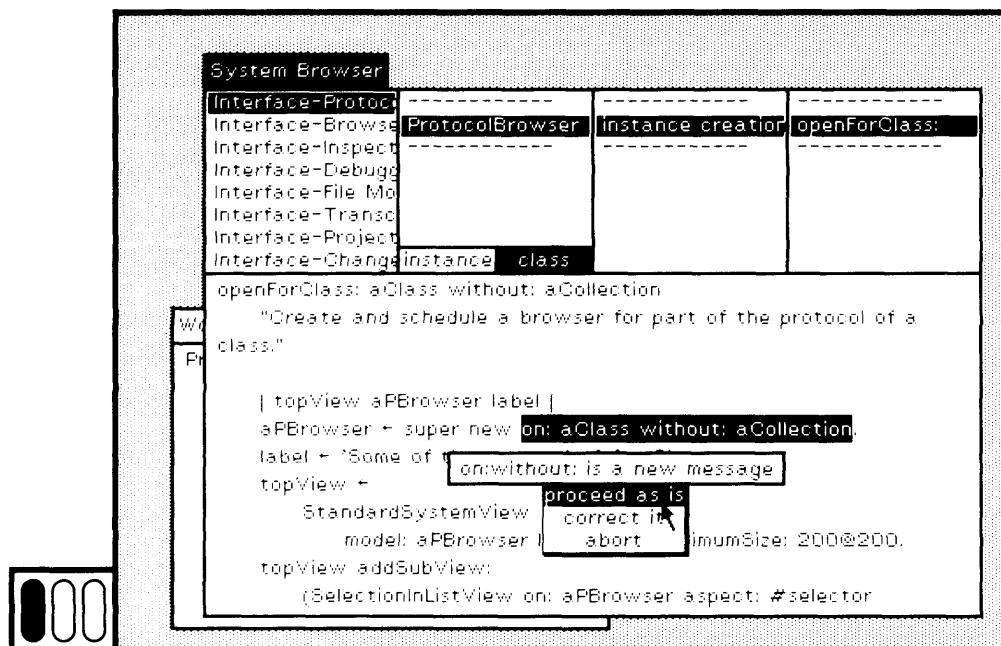 System Browser
Interface-Protoc
Interface-Browse
Interface-Inspect
Interface-Debugg
Interface-File Mo
Interface-Transc
Interface-Project
Interface-Change
--------------
ProtocolBrowser
--------------
instance class
--------------
instance creation
--------------
--------------
openForClass:
--------------
openForClass: aClass without: aCollection
"Create and schedule a browser for part of the protocol of a
class."
| topView aPBrowser label |
aPBrowser ← super new on: aClass without: aCollection.
label ← 'Some of
on:without: is a new message
topView ←
proceed as is
StandardSystemView
correct it
model: aPBrowser
abort
imumSize: 200@200.
topView addSubView:
(SelectionInListView on: aPBrowser aspect: #selector
Wo
Pr